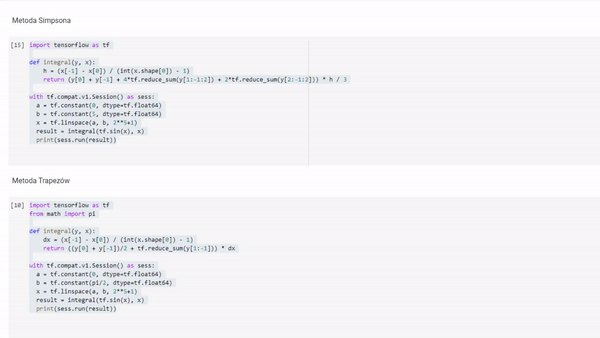 Metoda Simpsona
[15] import tensorflow as tf
def integral(y, x):
h = (x[-1] - x[0]) / (int(x.shape[0]) - 1)
return (y[0] + y[-1] + 4*tf.reduce_sum(y[1:-1:2]) + 2*tf.reduce_sum(y[2:-1:2])) * h / 3
with tf.compat.v1.Session() as sess:
a = tf.constant(0, dtype=tf.float64)
b = tf.constant(5, dtype=tf.float64)
x = tf.linspace(a, b, 2**5+1)
result = integral(tf.sin(x), x)
print(sess.run(result))
Metoda Trapezów
[10] import tensorflow as tf
from math import pi
def integral(y, x):
dx = (x[-1] - x[0]) / (int(x.shape[0]) - 1)
return ((y[0] + y[-1])/2 + tf.reduce_sum(y[1:-1])) * dx
with tf.compat.v1.Session() as sess:
a = tf.constant(0, dtype=tf.float64)
b = tf.constant(pi/2, dtype=tf.float64)
x = tf.linspace(a, b, 2**5+1)
result = integral(tf.sin(x), x)
print(sess.run(result))